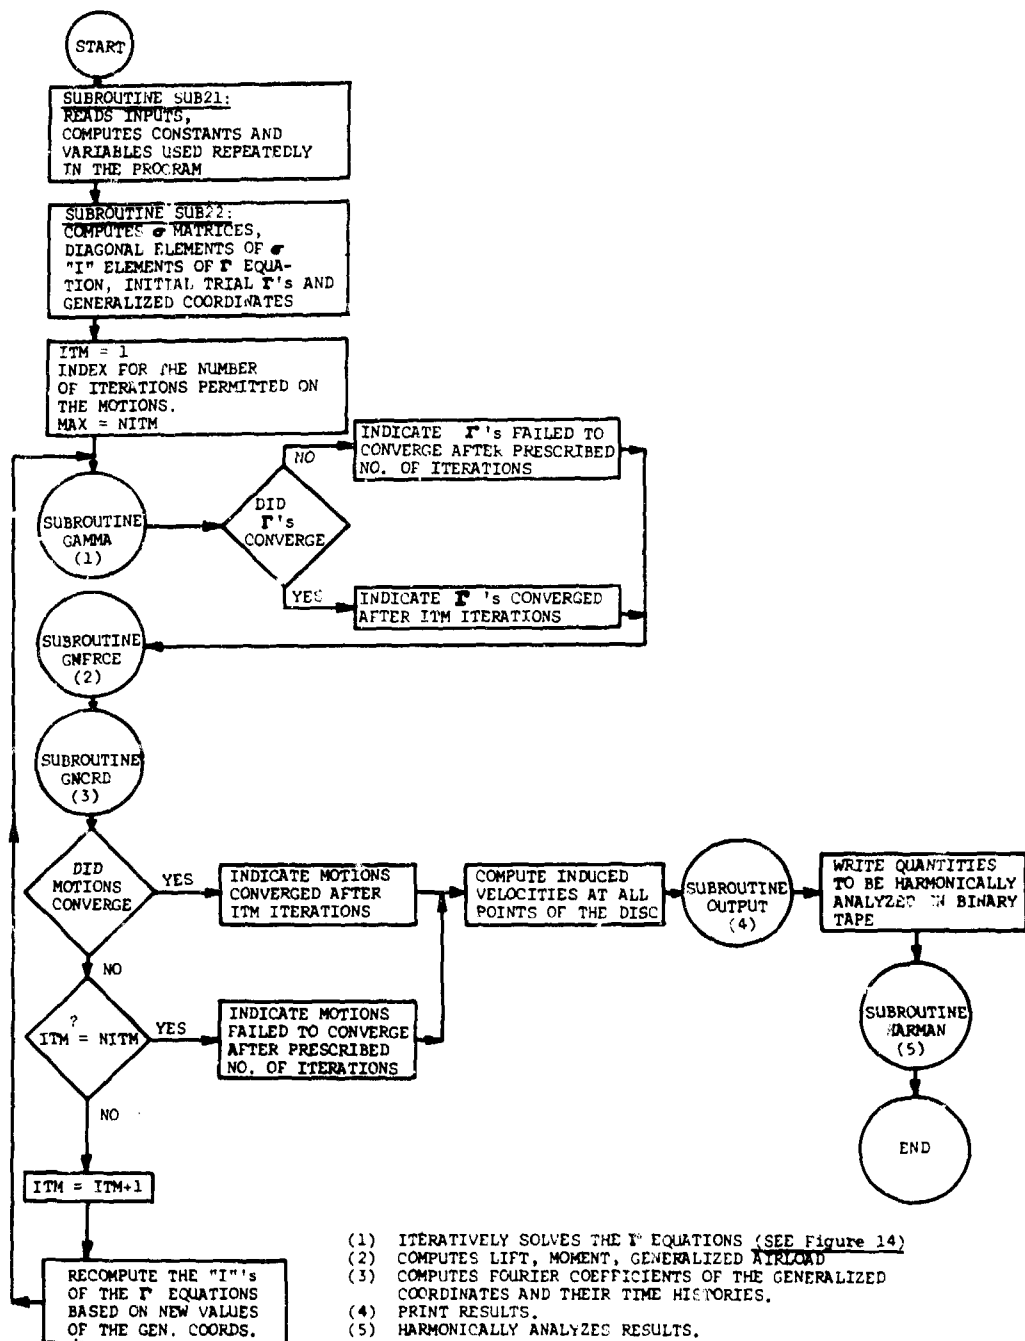 START
SUBROUTINE SUB21:
READS INPUTS,
COMPUTES CONSTANTS AND
VARIABLES USED REPEATEDLY
IN THE PROGRAM
SUBROUTINE SUB22:
COMPUTES σ MATRICES,
DIAGONAL ELEMENTS OF σ
"I" ELEMENTS OF Γ EQUA-
TION, INITIAL TRIAL Γ's AND
GENERALIZED COORDINATES
ITM = 1
INDEX FOR THE NUMBER
OF ITERATIONS PERMITTED ON
THE MOTIONS.
MAX = NITM
SUBROUTINE
GAMMA
(1)
DID
Γ's
CONVERGE
NO
INDICATE Γ's FAILED TO
CONVERGE AFTER PRESCRIBED
NO. OF ITERATIONS
YES
INDICATE Γ 's CONVERGED
AFTER ITM ITERATIONS
SUBROUTINE
GNFRCE
(2)
SUBROUTINE
GNCRD
(3)
DID
MOTIONS
CONVERGE
YES
INDICATE MOTIONS
CONVERGED AFTER
ITM ITERATIONS
COMPUTE INDUCED
VELOCITIES AT ALL
POINTS OF THE DISC
SUBROUTINE
OUTPUT
(4)
WRITE QUANTITIES
TO BE HARMONICALLY
ANALYZED ON BINARY
TAPE
NO
?
ITM = NITM
YES
INDICATE MOTIONS
FAILED TO CONVERGE
AFTER PRESCRIBED
NO. OF ITERATIONS
SUBROUTINE
HARMAN
(5)
END
NO
ITM = ITM+1
RECOMPUTE THE "I"'s
OF THE Γ EQUATIONS
BASED ON NEW VALUES
OF THE GEN. COORDS.
(1) ITERATIVELY SOLVES THE Γ EQUATIONS (SEE Figure 14)
(2) COMPUTES LIFT, MOMENT, GENERALIZED AIRLOAD
(3) COMPUTES FOURIER COEFFICIENTS OF THE GENERALIZED
COORDINATES AND THEIR TIME HISTORIES.
(4) PRINT RESULTS.
(5) HARMONICALLY ANALYZES RESULTS.